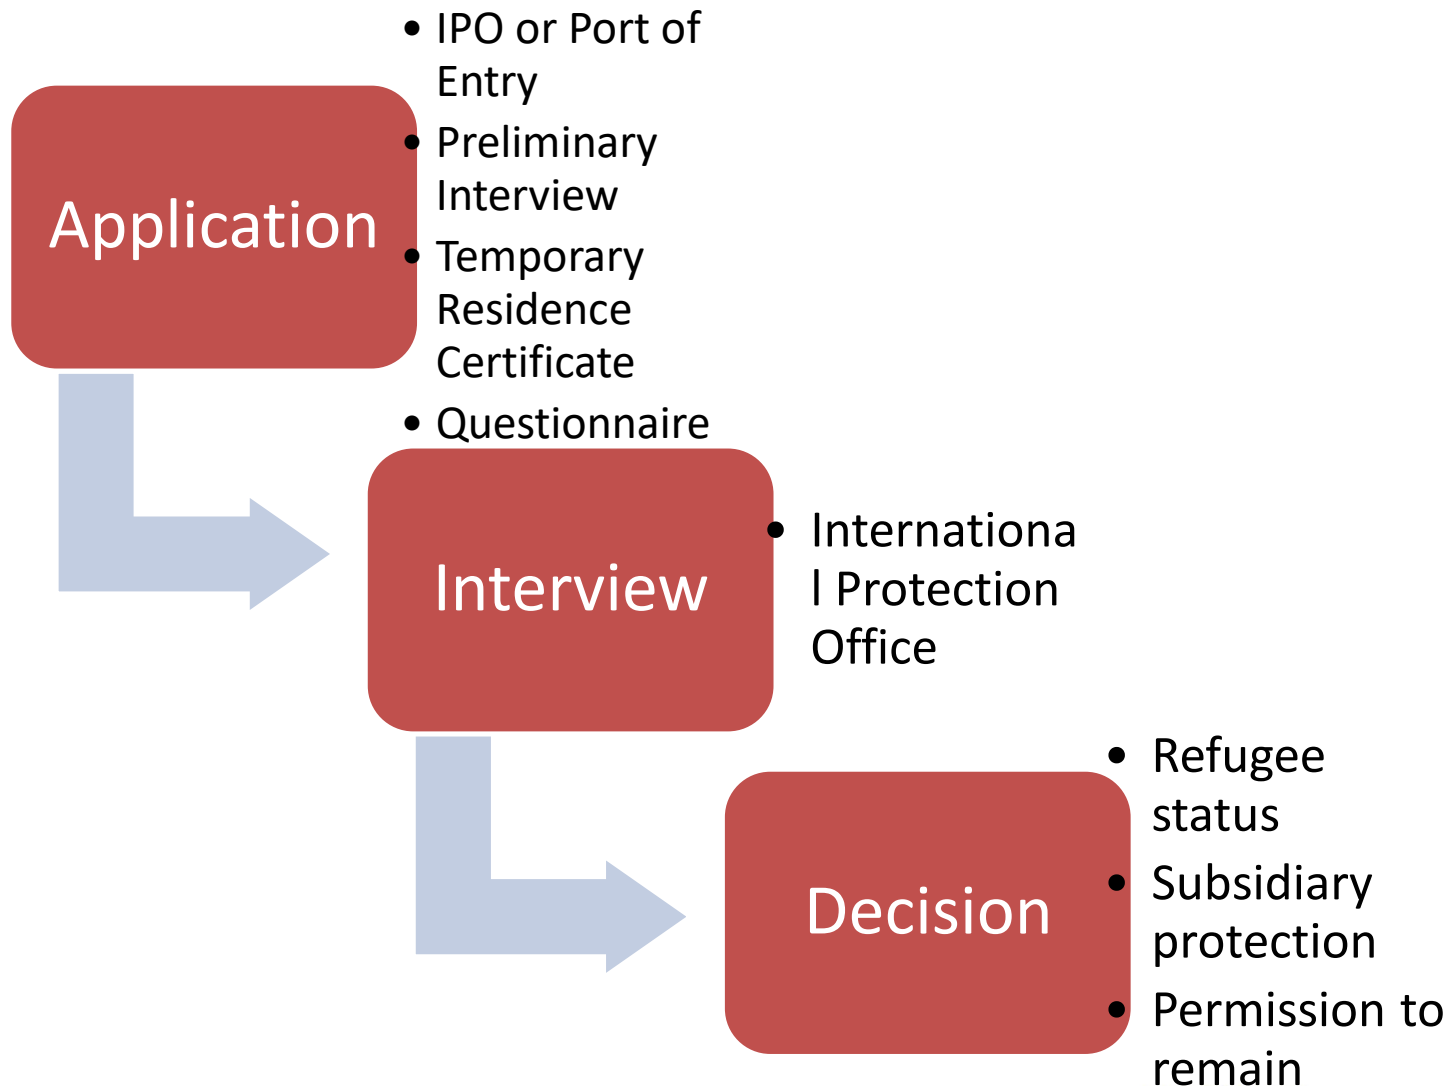 Application
• IPO or Port of
Entry
• Preliminary
Interview
• Temporary
Residence
Certificate
• Questionnaire
Interview
• Internationa
l Protection
Office
Decision
• Refugee
status
• Subsidiary
protection
• Permission to
remain